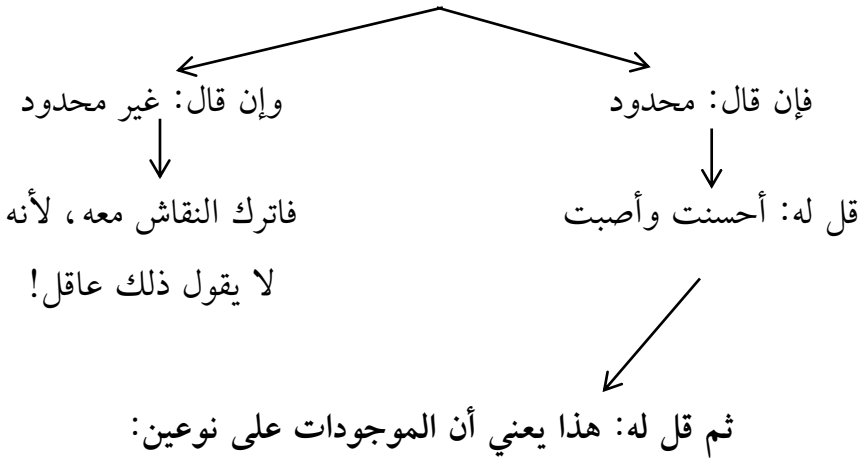 فإن قال: محدود
وإن قال: غير محدود
قل له: أحسنت وأصبت
فاترك النقاش معه، لأنه
لا يقول ذلك عاقل!
ثم قل له: هذا يعني أن الموجودات على نوعين: